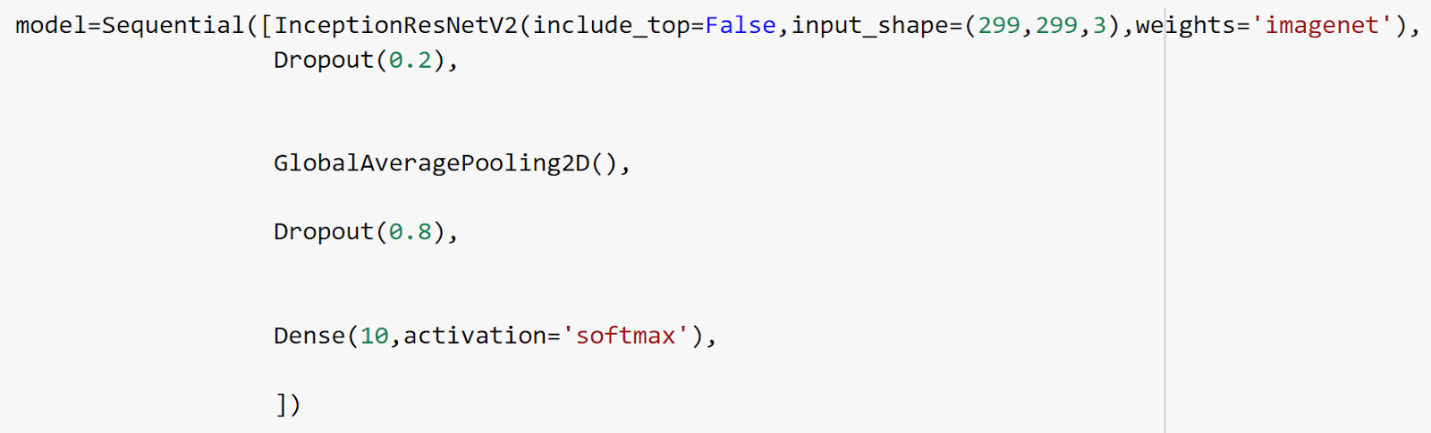 model=Sequential([InceptionResNetV2(include_top=False,input_shape=(299,299,3),weights='imagenet'),
Dropout(0.2),
GlobalAveragePooling2D(),
Dropout(0.8),
Dense(10,activation='softmax'),
])